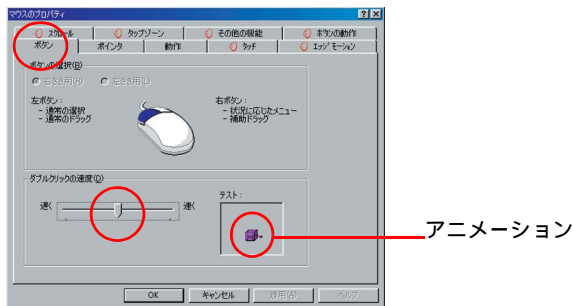 マウスのプロパティ
スクロール タップゾーン その他の機能 ボタンの動作
ボタン ポインタ 動作 タッチ エッジ モーション
ボタンの選択(B)
右きき用(R) 左きき用(L)
左ボタン:
- 通常の選択
- 通常のドラッグ
右ボタン:
- 状況に応じたメニュー
- 補助ドラッグ
ダブルクリックの速度(D)
遅く 速く
テスト:
アニメーション
OK キャンセル 適用(A) ヘルプ